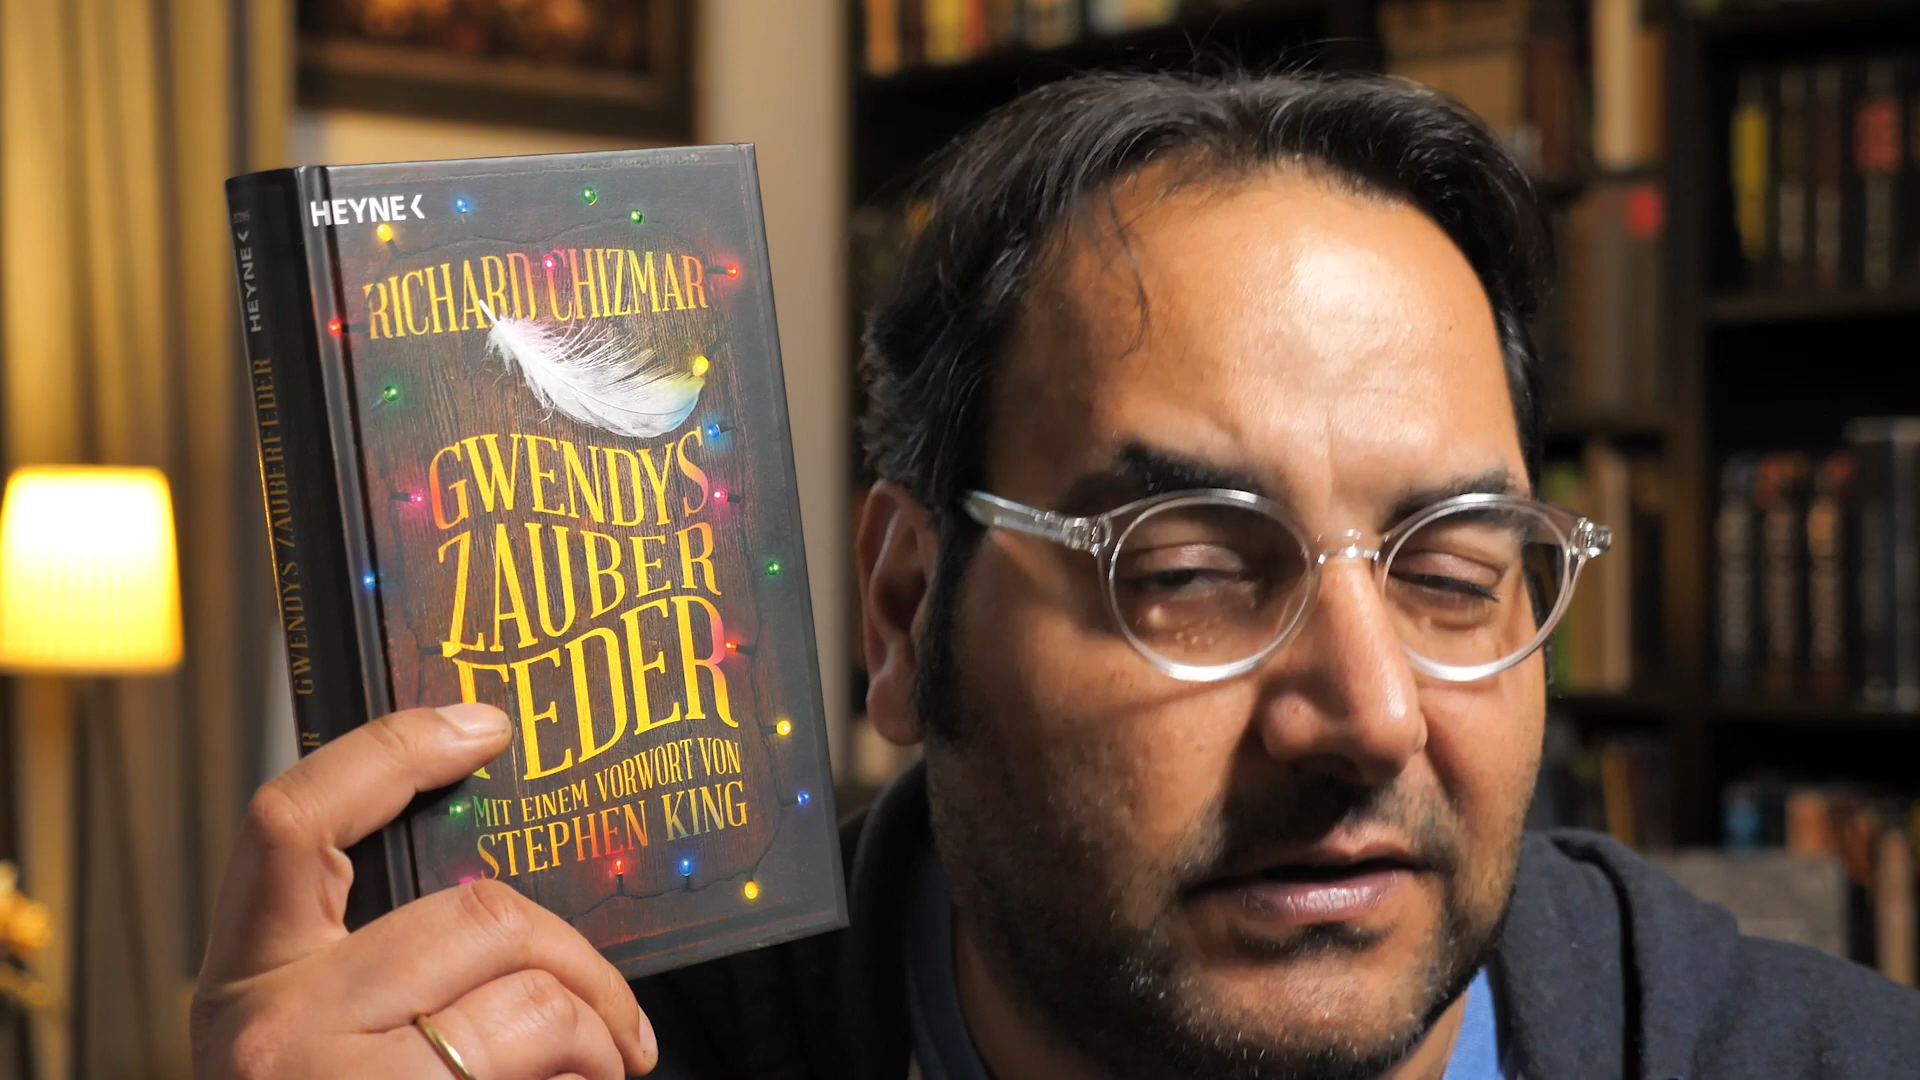 HEYNE<
RICHARD CHIZMAR
GWENDYS
ZAUBER
FEDER
MIT EINEM VORWORT VON
STEPHEN KING
GWENDYS ZAUBERFEDER HEYNE<